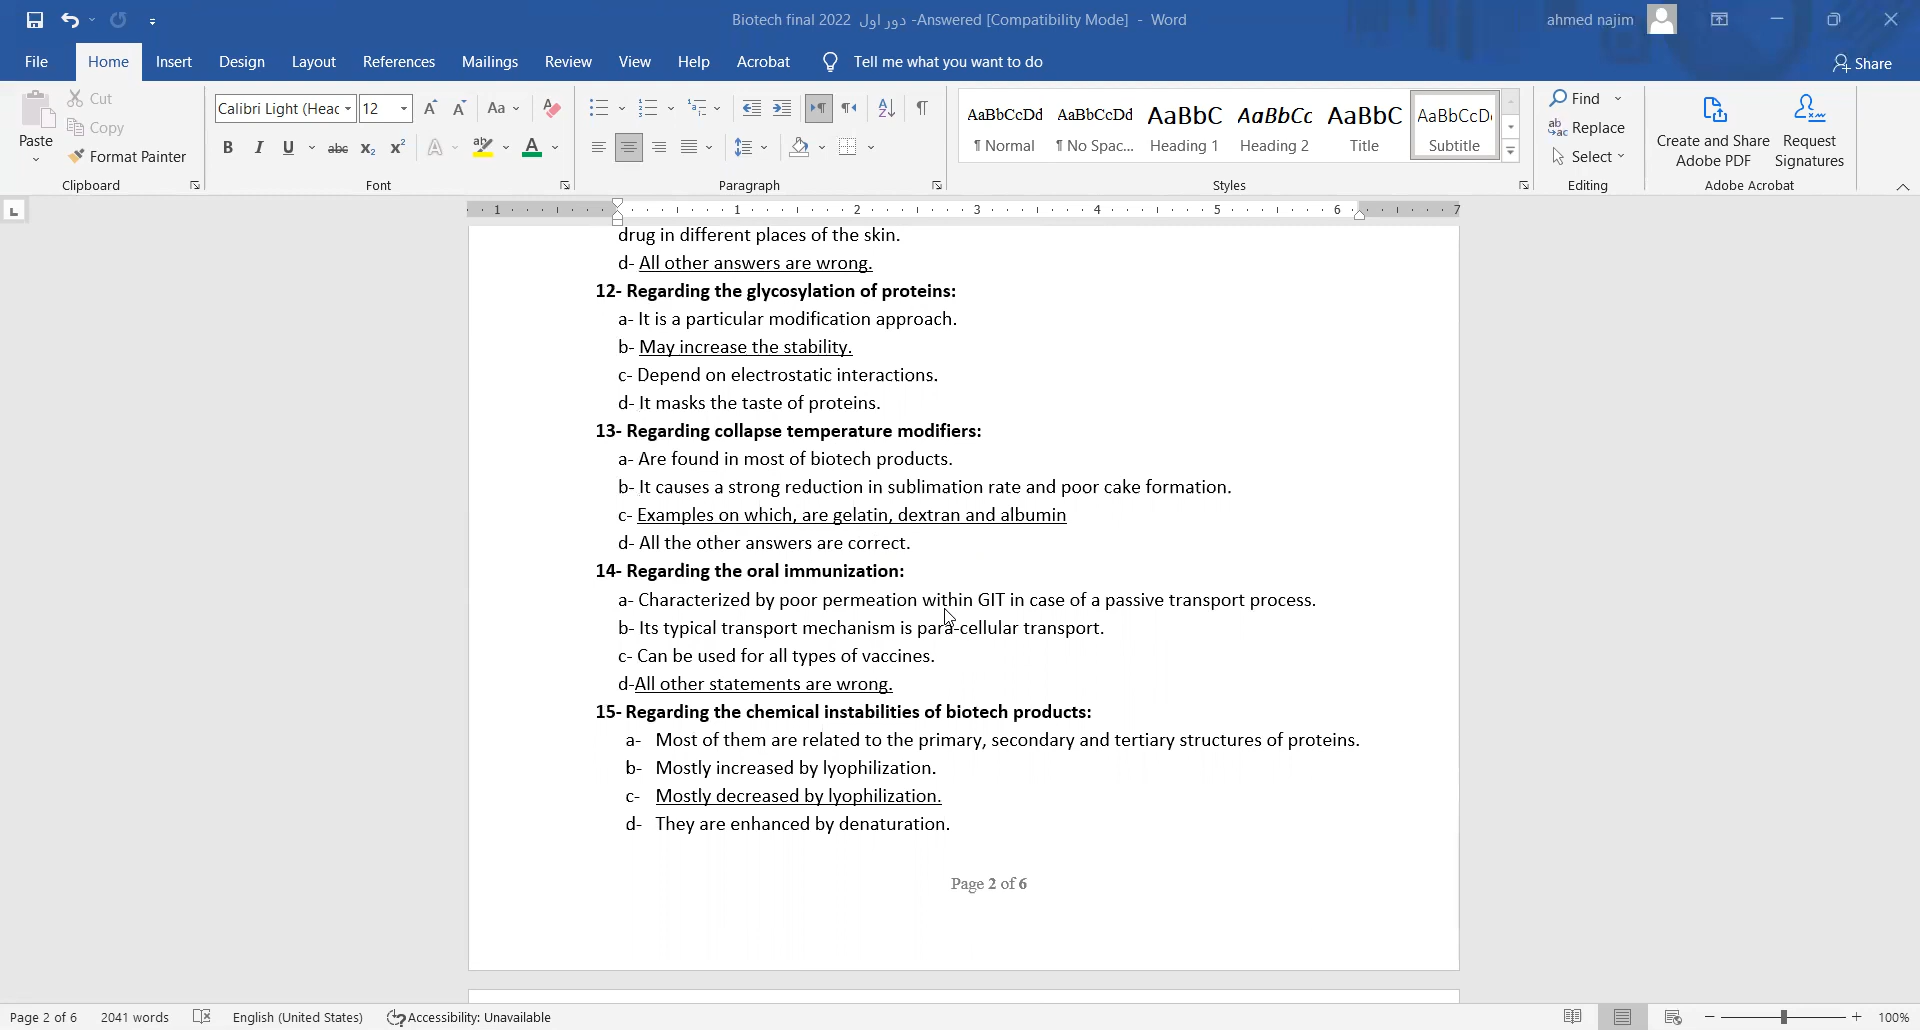 Biotech final 2022 دور اول -Answered [Compatibility Mode] - Word
ahmed najim
File Home Insert Design Layout References Mailings Review View Help Acrobat Tell me what you want to do
Share
Paste
Cut
Copy
Format Painter
Clipboard
Calibri Light (Heac 12
Font
Paragraph
AaBbCcDd AaBbCcDd AaBbC AaBbCc AaBbC AaBbCcD
¶ Normal ¶ No Spac... Heading 1 Heading 2 Title Subtitle
Styles
Find
Replace
Select
Editing
Create and Share Adobe PDF
Request Signatures
Adobe Acrobat
1 1 2 3 4 5 6 7
drug in different places of the skin.
d- All other answers are wrong.
12- Regarding the glycosylation of proteins:
a- It is a particular modification approach.
b- May increase the stability.
c- Depend on electrostatic interactions.
d- It masks the taste of proteins.
13- Regarding collapse temperature modifiers:
a- Are found in most of biotech products.
b- It causes a strong reduction in sublimation rate and poor cake formation.
c- Examples on which, are gelatin, dextran and albumin
d- All the other answers are correct.
14- Regarding the oral immunization:
a- Characterized by poor permeation within GIT in case of a passive transport process.
b- Its typical transport mechanism is para-cellular transport.
c- Can be used for all types of vaccines.
d-All other statements are wrong.
15- Regarding the chemical instabilities of biotech products:
a- Most of them are related to the primary, secondary and tertiary structures of proteins.
b- Mostly increased by lyophilization.
c- Mostly decreased by lyophilization.
d- They are enhanced by denaturation.
Page 2 of 6
Page 2 of 6 2041 words English (United States) Accessibility: Unavailable 100%